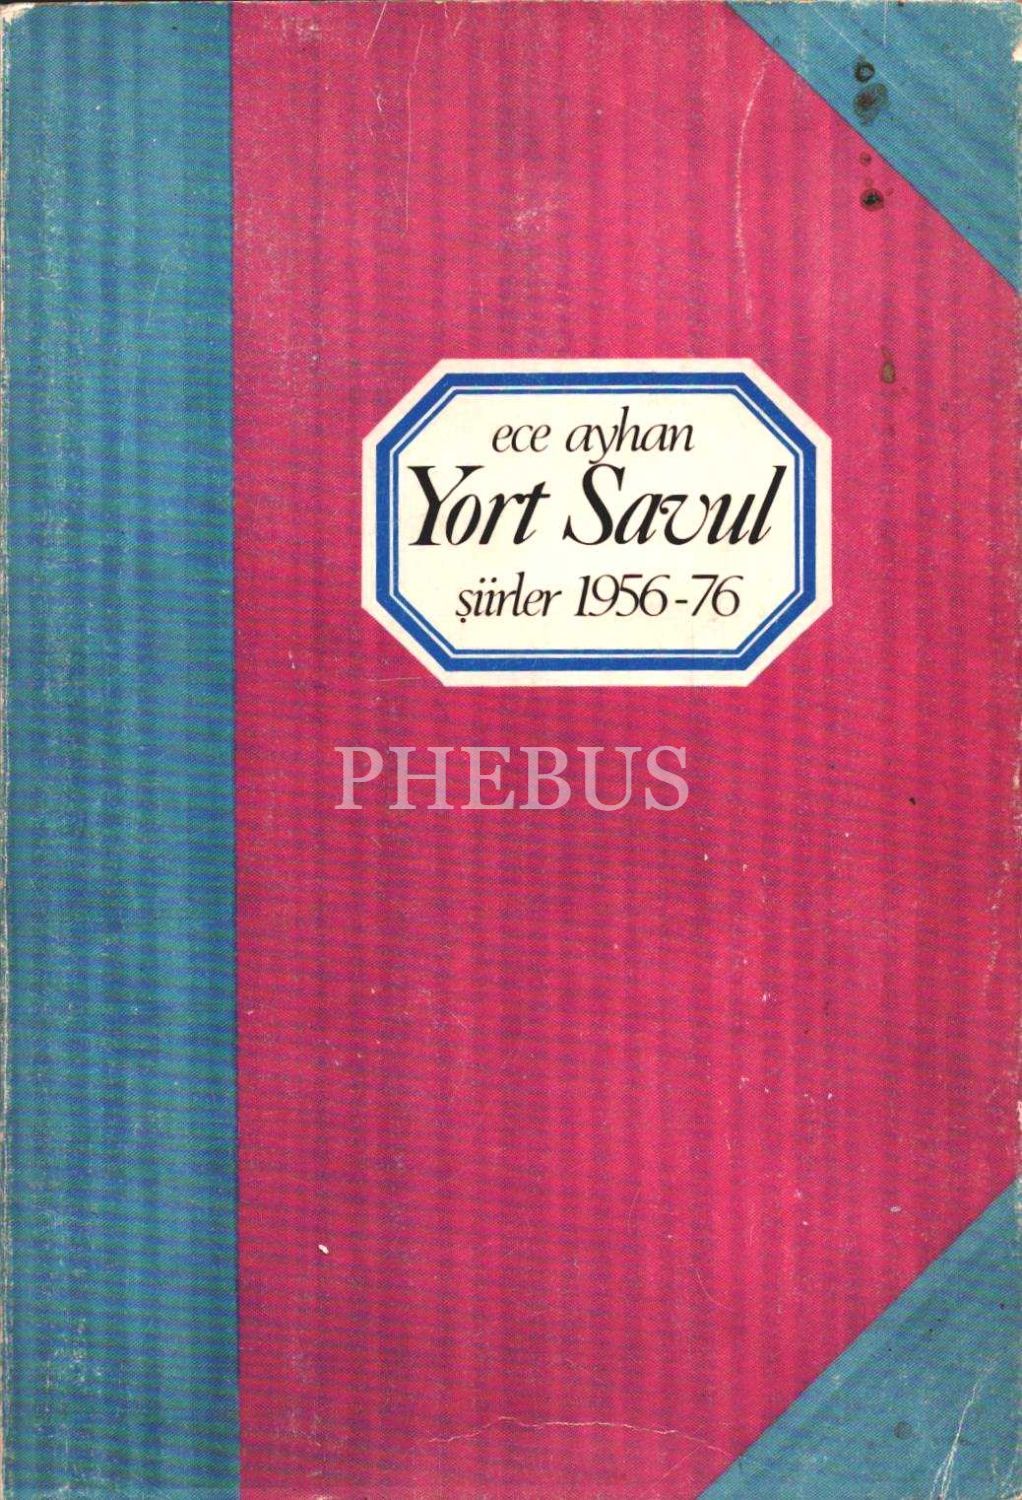 ece ayhan
Yort Savul
şiirler 1956-76
PHEBUS